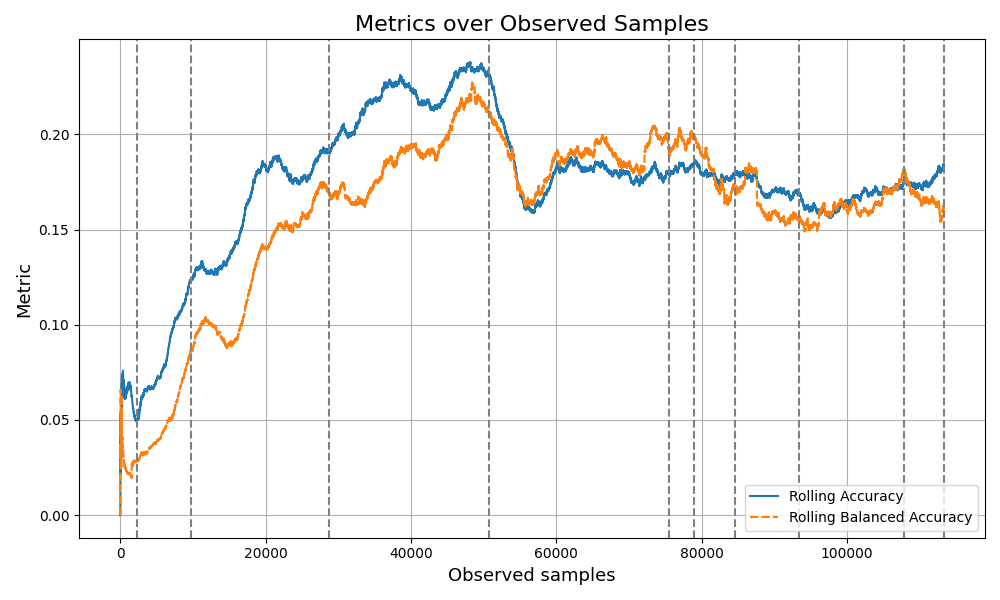 Metrics over Observed Samples
Metric
0.20
0.15
0.10
0.05
0.00
0
20000
40000
60000
80000
100000
Observed samples
Rolling Accuracy
Rolling Balanced Accuracy